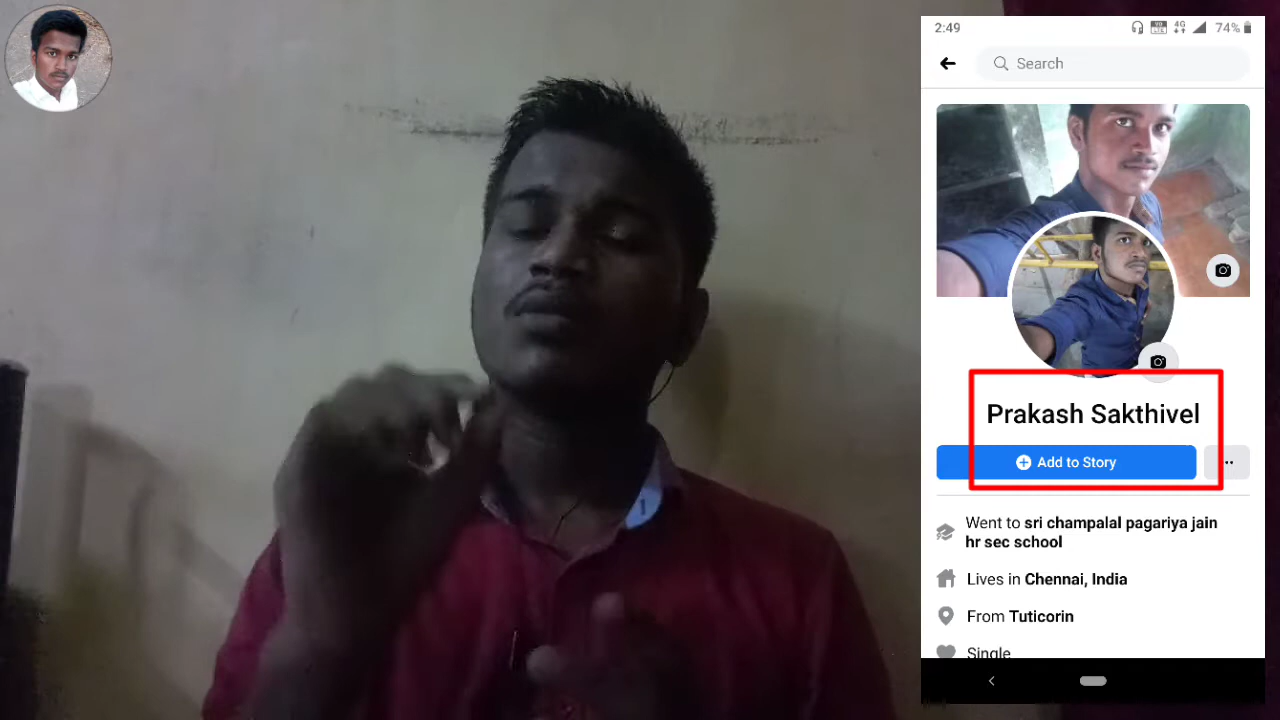 2:49
4G
74%
Search
Prakash Sakthivel
Add to Story
Went to sri champalal pagariya jain
hr sec school
Lives in Chennai, India
From Tuticorin
Single